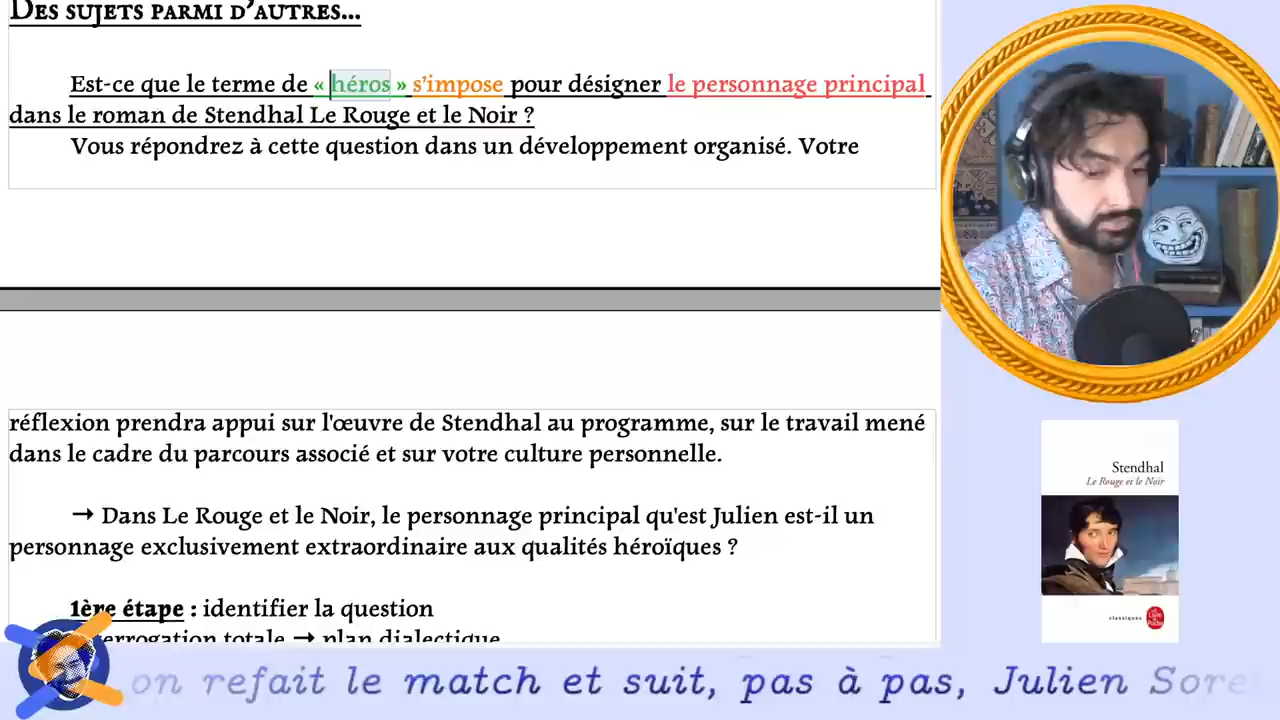 Des sujets parmi d'autres...
Est-ce que le terme de « héros » s'impose pour désigner le personnage principal
dans le roman de Stendhal Le Rouge et le Noir ?
Vous répondrez à cette question dans un développement organisé. Votre
réflexion prendra appui sur l'œuvre de Stendhal au programme, sur le travail mené
dans le cadre du parcours associé et sur votre culture personnelle.
→ Dans Le Rouge et le Noir, le personnage principal qu'est Julien est-il un
personnage exclusivement extraordinaire aux qualités héroïques ?
1ère étape : identifier la question
totale → plan dialectique
on refait le match et suit, pas à pas, Julien
Stendhal
Le Rouge et le Noir
classiques